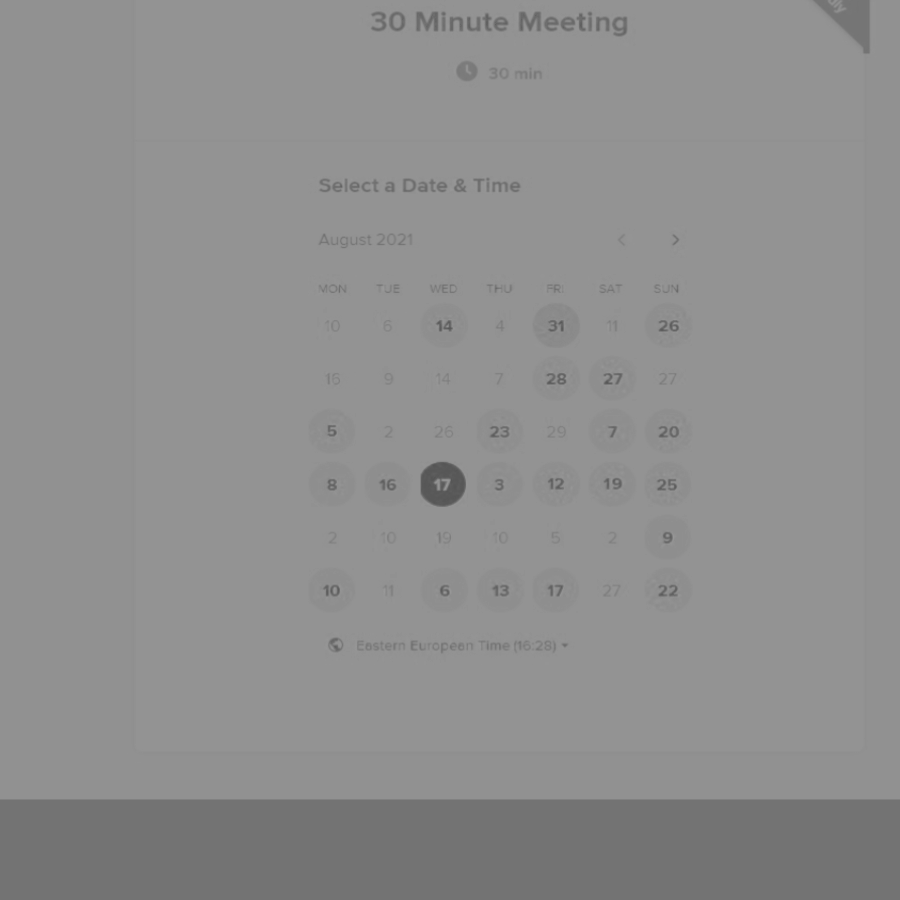 30 Minute Meeting
30 min
Select a Date & Time
August 2021
MON TUE WED THU FRI SAT SUN
10 6 14 4 31 11 26
15 9 14 7 28 27 27
5 2 26 23 29 7 20
8 16 17 3 12 19 25
2 10 19 10 5 2 9
10 11 6 13 17 27 22
Eestern Europeen Time (16:28)